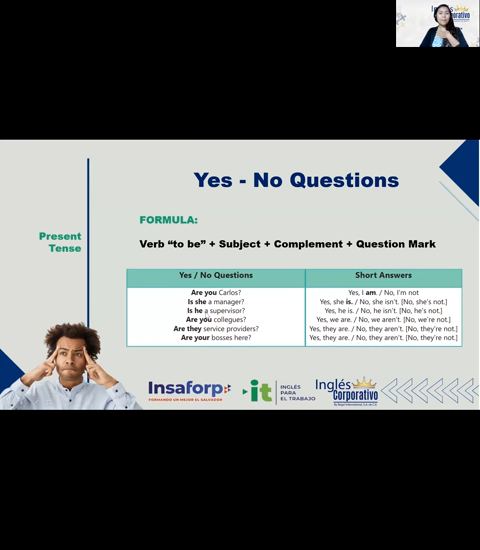 Inglés
Corporativo
Yes - No Questions
FORMULA:
Present
Tense
Verb "to be" + Subject + Complement + Question Mark
Yes / No Questions
Short Answers
Are you Carlos?
Yes, I am. / No, I'm not
Is she a manager?
Yes, she is. / No, she isn't. [No, she's not.]
Is he a supervisor?
Yes, he is. / No, he isn't. [No, he's not.]
Are you colleagues?
Yes, we are. / No, we aren't. [No, we're not.]
Are they service providers?
Yes, they are. / No, they aren't. [No, they're not.]
Are your bosses here?
Yes, they are. / No, they aren't. [No, they're not.]
Insaforp
FORMANDO UN MEJOR EL SALVADOR
it
INGLÉS
PARA
EL TRABAJO
Inglés
Corporativo